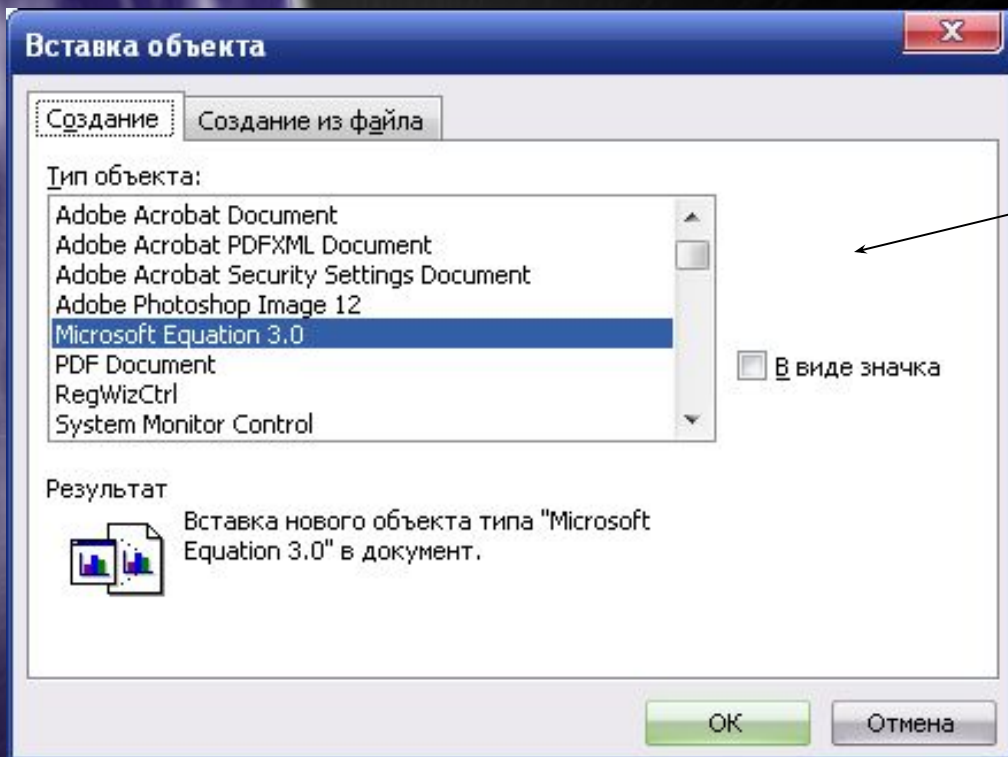 Вставка объекта
Создание
Создание из файла
Тип объекта:
Adobe Acrobat Document
Adobe Acrobat PDFXML Document
Adobe Acrobat Security Settings Document
Adobe Photoshop Image 12
Microsoft Equation 3.0
PDF Document
RegWizCtrl
System Monitor Control
В виде значка
Результат
Вставка нового объекта типа "Microsoft
Equation 3.0" в документ.
ОК
Отмена